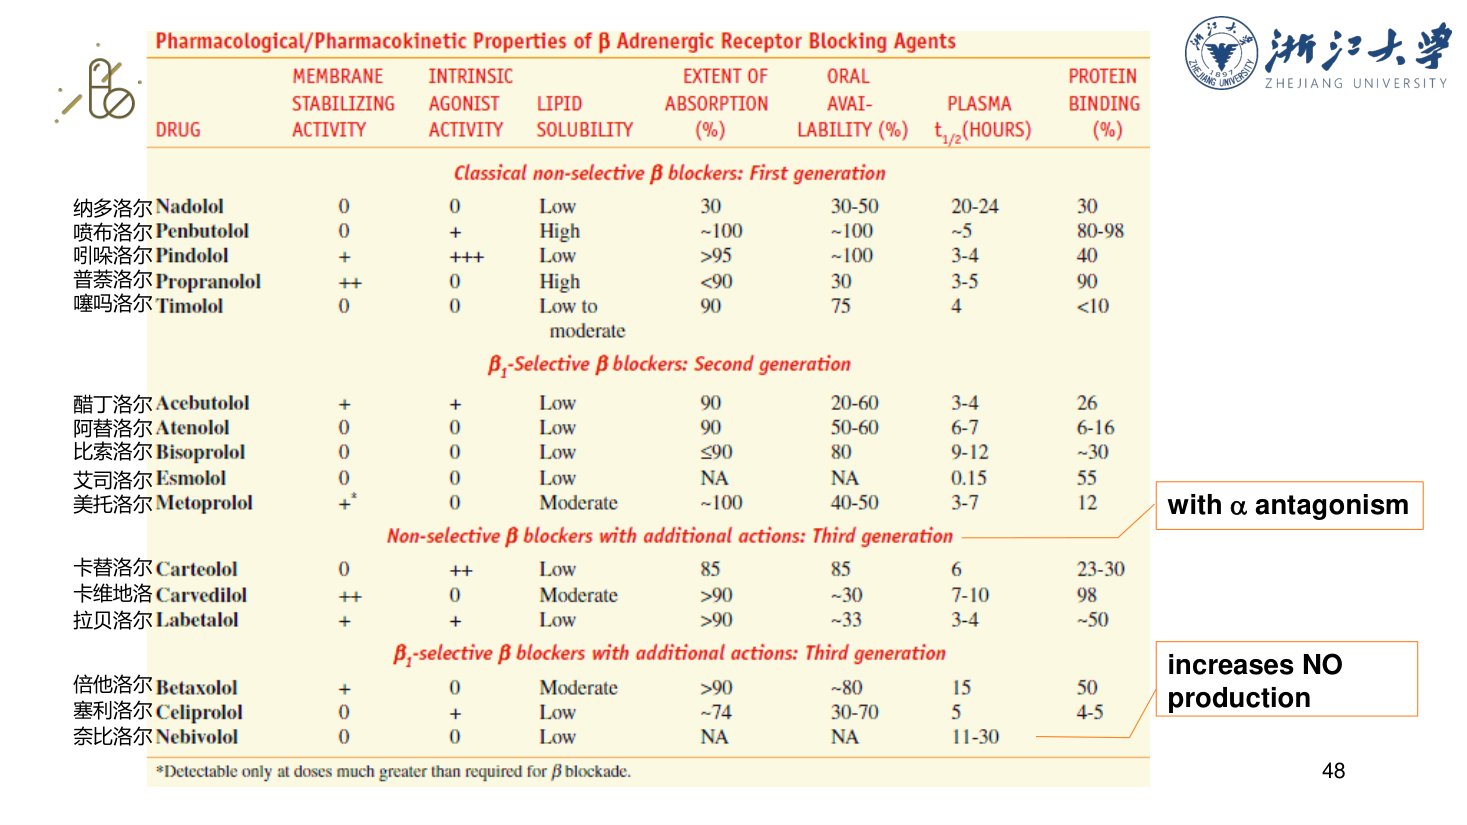 浙江大学
ZHEJIANG UNIVERSITY
ZHEJIANG UNIVERSITY
1897
Pharmacological/Pharmacokinetic Properties of β Adrenergic Receptor Blocking Agents
DRUG MEMBRANE STABILIZING ACTIVITY INTRINSIC AGONIST ACTIVITY LIPID SOLUBILITY EXTENT OF ABSORPTION (%) ORAL AVAI-LABILITY (%) PLASMA t1/2(HOURS) PROTEIN BINDING (%)
Classical non-selective β blockers: First generation
纳多洛尔 Nadolol 0 0 Low 30 30-50 20-24 30
喷布洛尔 Penbutolol 0 + High ~100 ~100 ~5 80-98
吲哚洛尔 Pindolol + +++ Low >95 ~100 3-4 40
普萘洛尔 Propranolol ++ 0 High <90 30 3-5 90
噻吗洛尔 Timolol 0 0 Low to moderate 90 75 4 <10
β1-Selective β blockers: Second generation
醋丁洛尔 Acebutolol + + Low 90 20-60 3-4 26
阿替洛尔 Atenolol 0 0 Low 90 50-60 6-7 6-16
比索洛尔 Bisoprolol 0 0 Low ≤90 80 9-12 ~30
艾司洛尔 Esmolol 0 0 Low NA NA 0.15 55
美托洛尔 Metoprolol +* 0 Moderate ~100 40-50 3-7 12
Non-selective β blockers with additional actions: Third generation
with α antagonism
卡替洛尔 Carteolol 0 ++ Low 85 85 6 23-30
卡维地洛 Carvedilol ++ 0 Moderate >90 ~30 7-10 98
拉贝洛尔 Labetalol + + Low >90 ~33 3-4 ~50
β1-selective β blockers with additional actions: Third generation
倍他洛尔 Betaxolol + 0 Moderate >90 ~80 15 50
塞利洛尔 Celiprolol 0 + Low ~74 30-70 5 4-5
奈比洛尔 Nebivolol 0 0 Low NA NA 11-30
increases NO
production
*Detectable only at doses much greater than required for β blockade.
48